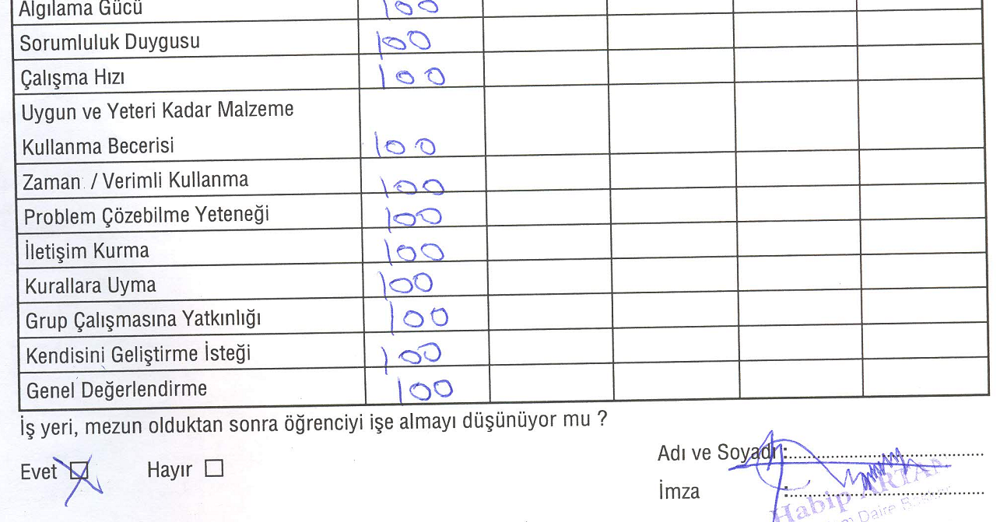 Algılama Gücü 100
Sorumluluk Duygusu 100
Çalışma Hızı 100
Uygun ve Yeteri Kadar Malzeme
Kullanma Becerisi 100
Zaman / Verimli Kullanma 100
Problem Çözebilme Yeteneği 100
İletişim Kurma 100
Kurallara Uyma 100
Grup Çalışmasına Yatkınlığı 100
Kendisini Geliştirme İsteği 100
Genel Değerlendirme 100
İş yeri, mezun olduktan sonra öğrenciyi işe almayı düşünüyor mu ?
Adı ve Soyadı :
Evet Hayır
İmza :
Habip ARTAN
Daire